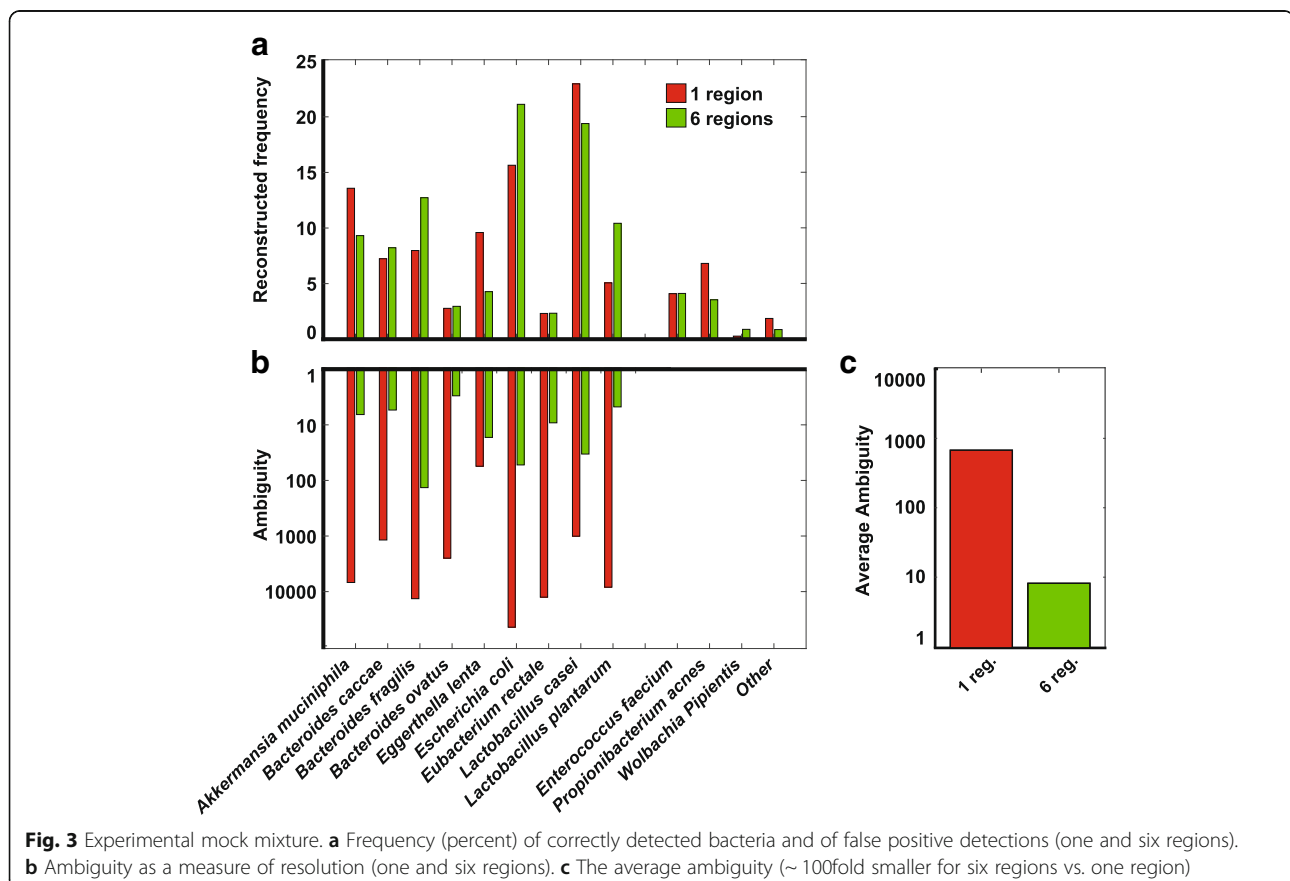 a
25
20
15
10
5
0
Reconstructed frequency
1 region
6 regions
b
1
10
100
1000
10000
Ambiguity
Akkermansia muciniphila
Bacteroides caccae
Bacteroides fragilis
Bacteroides ovatus
Eggerthella lenta
Escherichia coli
Eubacterium rectale
Lactobacillus casei
Lactobacillus plantarum
Enterococcus faecium
Propionibacterium acnes
Wolbachia Pipientis
Other
c
10000
1000
100
10
1
Average Ambiguity
1 reg.
6 reg.
Fig. 3 Experimental mock mixture. a Frequency (percent) of correctly detected bacteria and of false positive detections (one and six regions).
b Ambiguity as a measure of resolution (one and six regions). c The average ambiguity (~ 100fold smaller for six regions vs. one region)